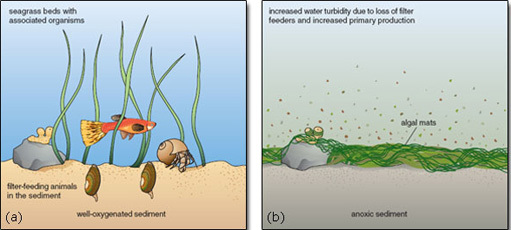 seagrass beds with
associated organisms
filter-feeding animals
in the sediment
(a)
well-oxygenated sediment
increased water turbidity due to loss of filter
feeders and increased primary production
algal mats
(b)
anoxic sediment